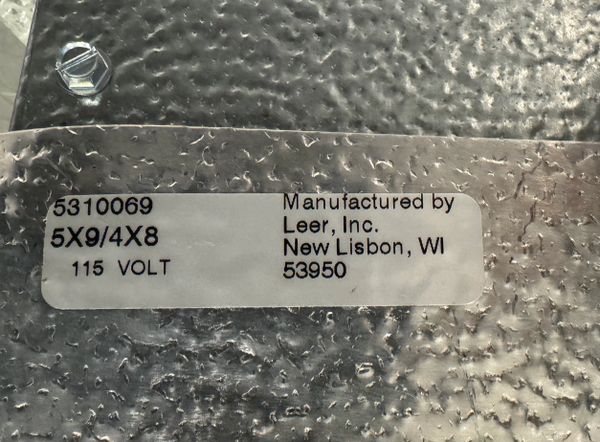 5310069
5X9/4X8
115 VOLT
Manufactured by
Leer, Inc.
New Lisbon, WI
53950